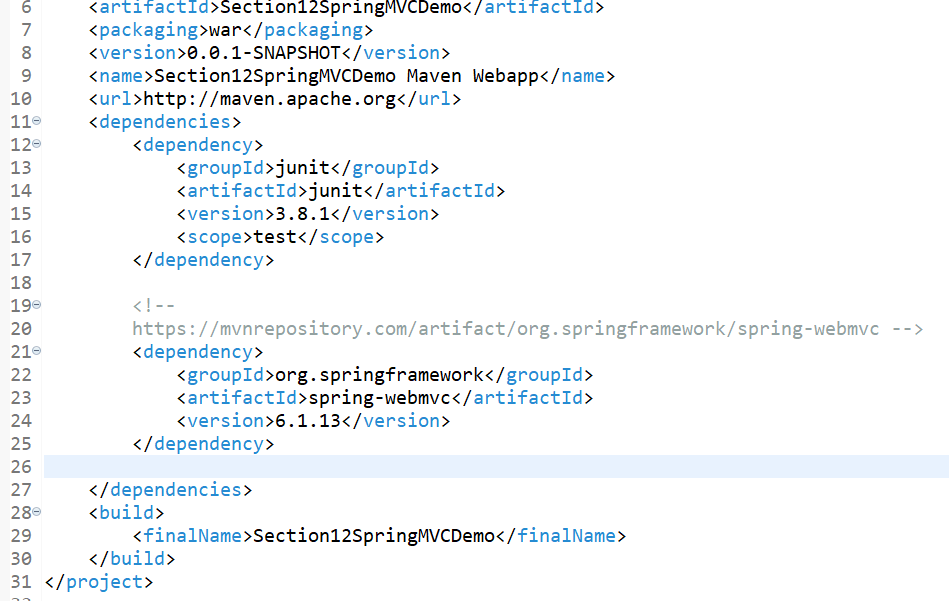 6 <artifactId>Section12SpringMVCDemo</artifactId>
7 <packaging>war</packaging>
8 <version>0.0.1-SNAPSHOT</version>
9 <name>Section12SpringMVCDemo Maven Webapp</name>
10 <url>http://maven.apache.org</url>
11 <dependencies>
12 <dependency>
13 <groupId>junit</groupId>
14 <artifactId>junit</artifactId>
15 <version>3.8.1</version>
16 <scope>test</scope>
17 </dependency>
18
19 <!--
20 https://mvnrepository.com/artifact/org.springframework/spring-webmvc -->
21 <dependency>
22 <groupId>org.springframework</groupId>
23 <artifactId>spring-webmvc</artifactId>
24 <version>6.1.13</version>
25 </dependency>
26
27 </dependencies>
28 <build>
29 <finalName>Section12SpringMVCDemo</finalName>
30 </build>
31 </project>